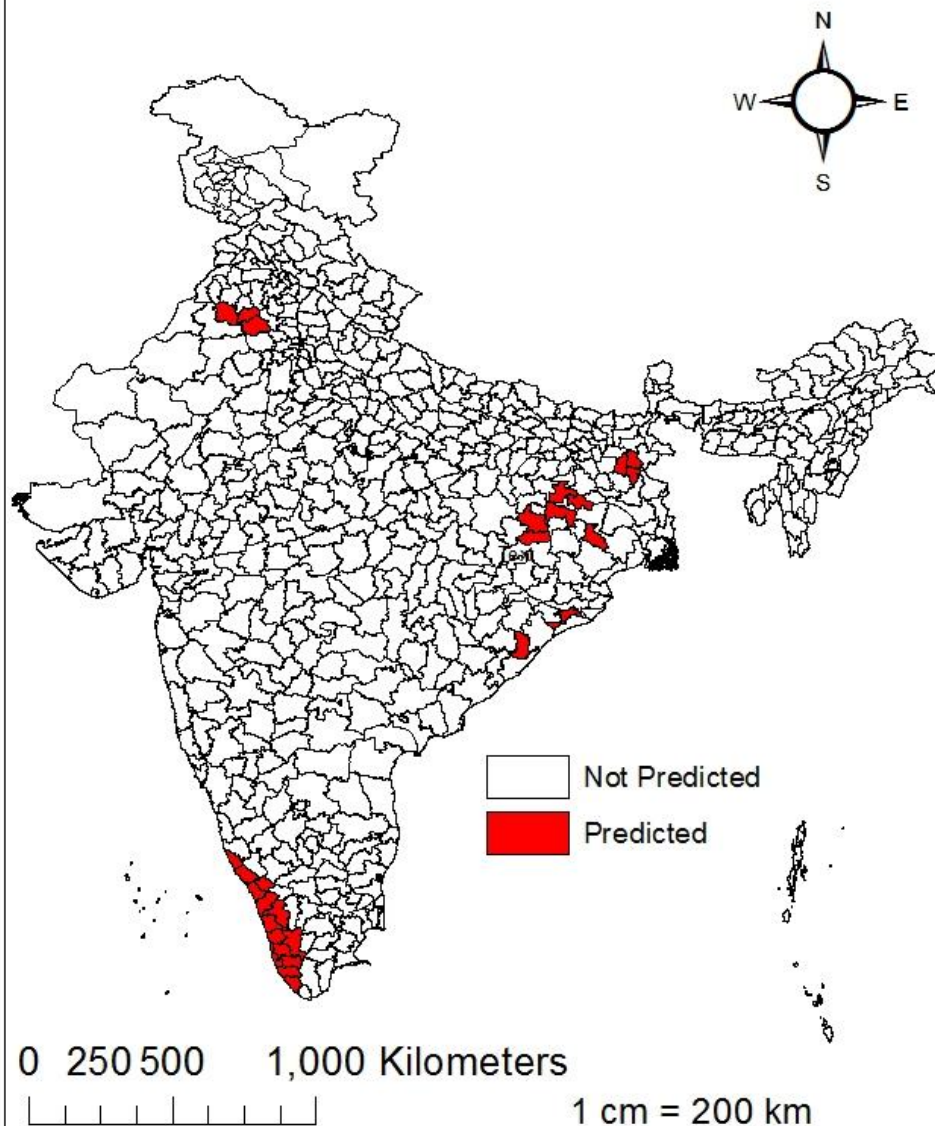 N
W E
S
Not Predicted
Predicted
0 250 500 1,000 Kilometers
1 cm = 200 km